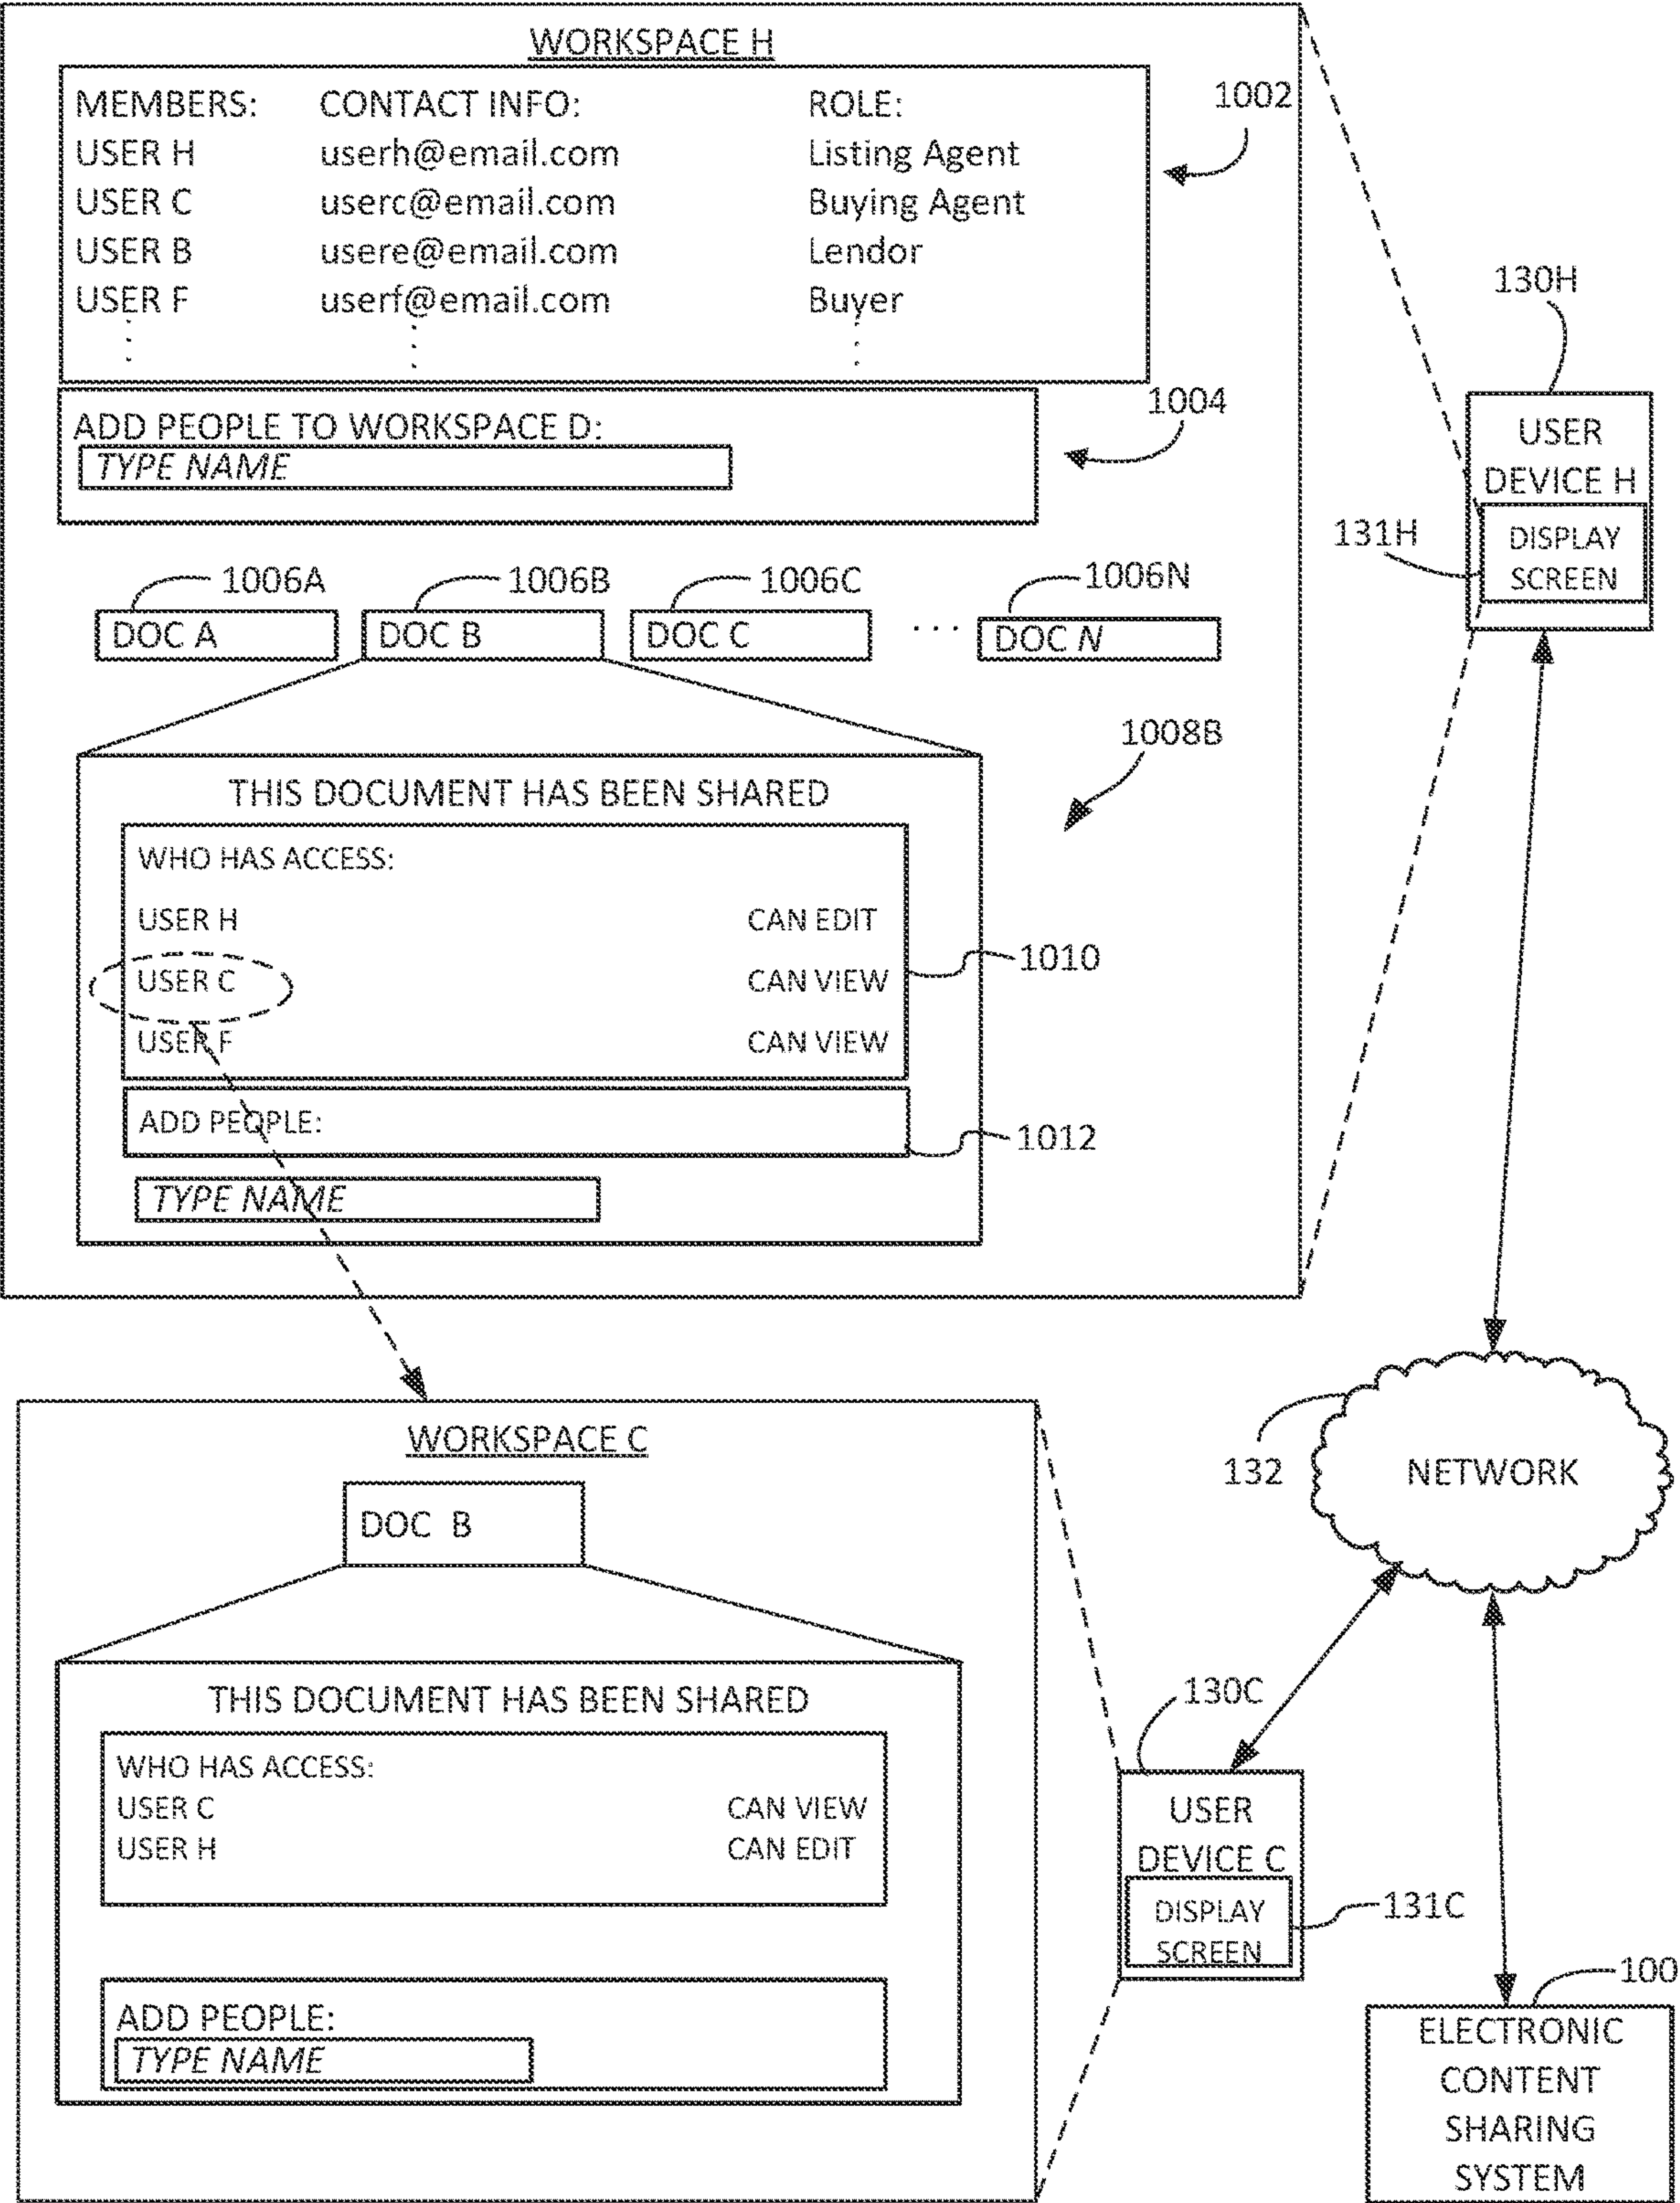 WORKSPACE H
MEMBERS: CONTACT INFO: ROLE:
USER H userh@email.com Listing Agent
USER C userc@email.com Buying Agent
USER B usere@email.com Lendor
USER F userf@email.com Buyer
1002
ADD PEOPLE TO WORKSPACE D:
TYPE NAME
1004
1006A 1006B 1006C 1006N
DOC A DOC B DOC C ... DOC N
1008B
THIS DOCUMENT HAS BEEN SHARED
WHO HAS ACCESS:
USER H CAN EDIT
USER C CAN VIEW
USER F CAN VIEW
1010
ADD PEOPLE:
1012
TYPE NAME
130H
USER
DEVICE H
131H
DISPLAY
SCREEN
132
NETWORK
WORKSPACE C
DOC B
THIS DOCUMENT HAS BEEN SHARED
WHO HAS ACCESS:
USER C CAN VIEW
USER H CAN EDIT
ADD PEOPLE:
TYPE NAME
130C
USER
DEVICE C
DISPLAY
SCREEN
131C
100
ELECTRONIC
CONTENT
SHARING
SYSTEM